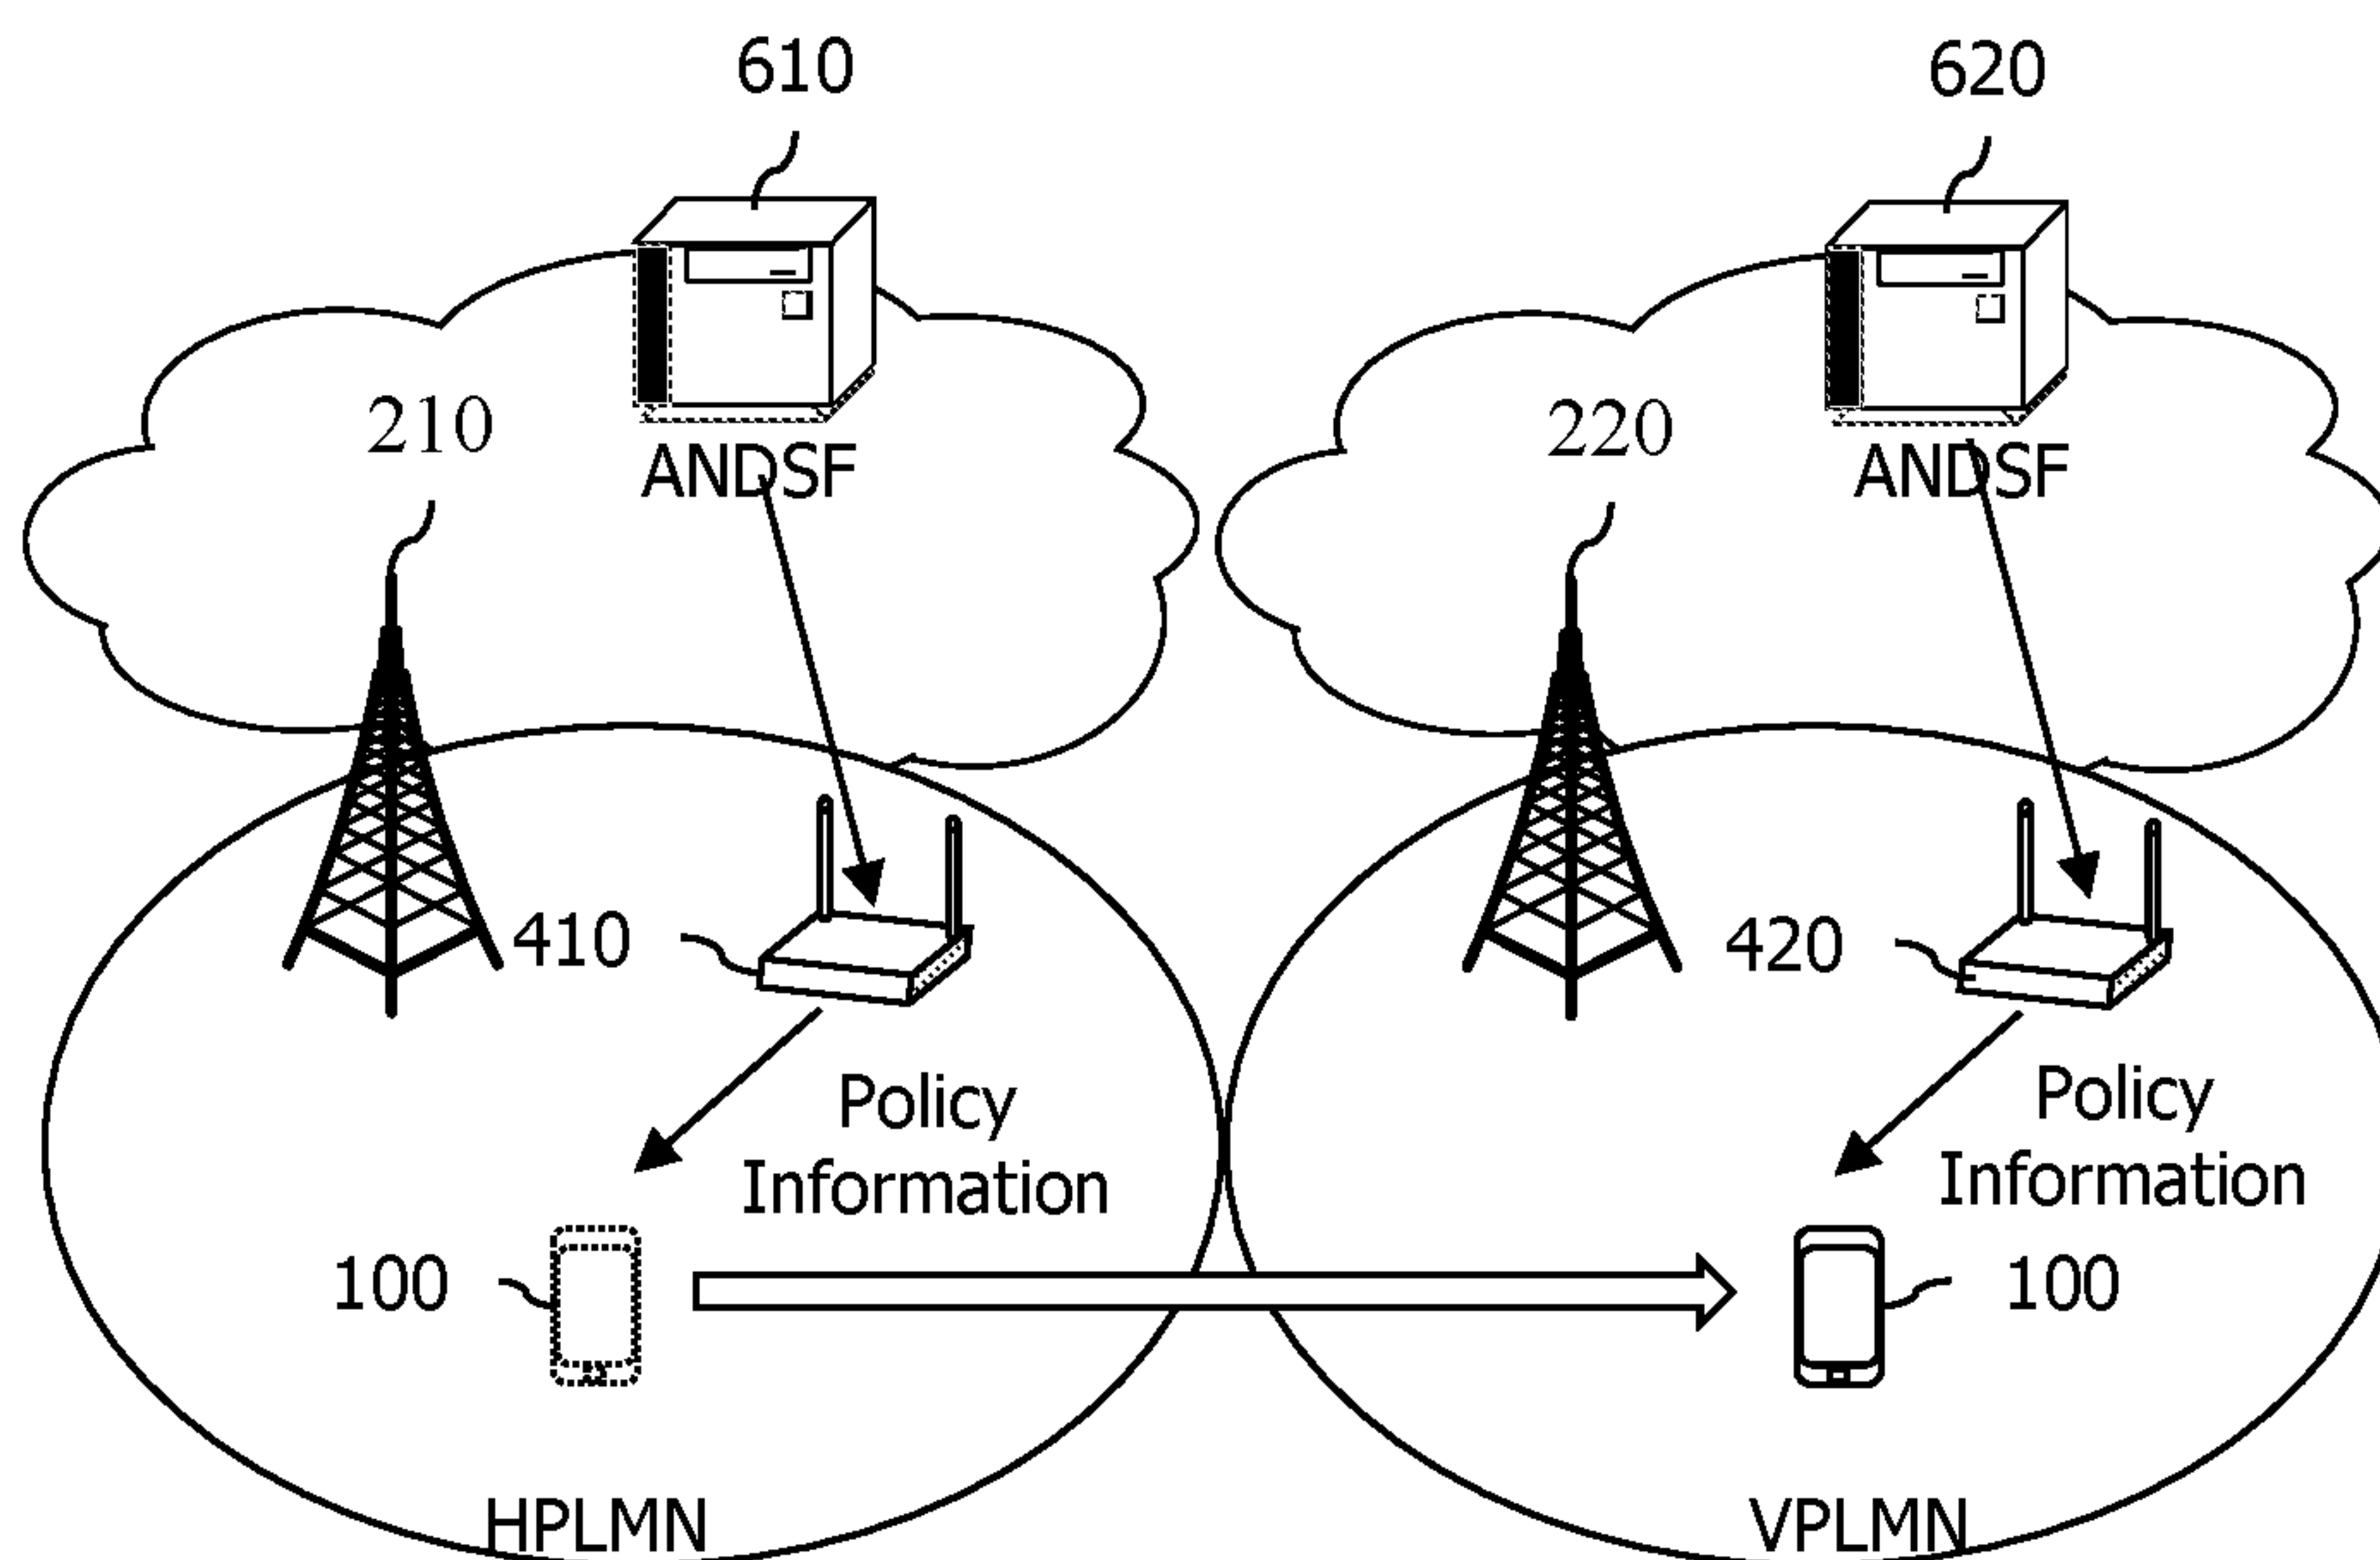 610
620
210
ANDSF
220
ANDSF
410
420
Policy
Information
Policy
Information
100
100
HPLMN
VPLMN